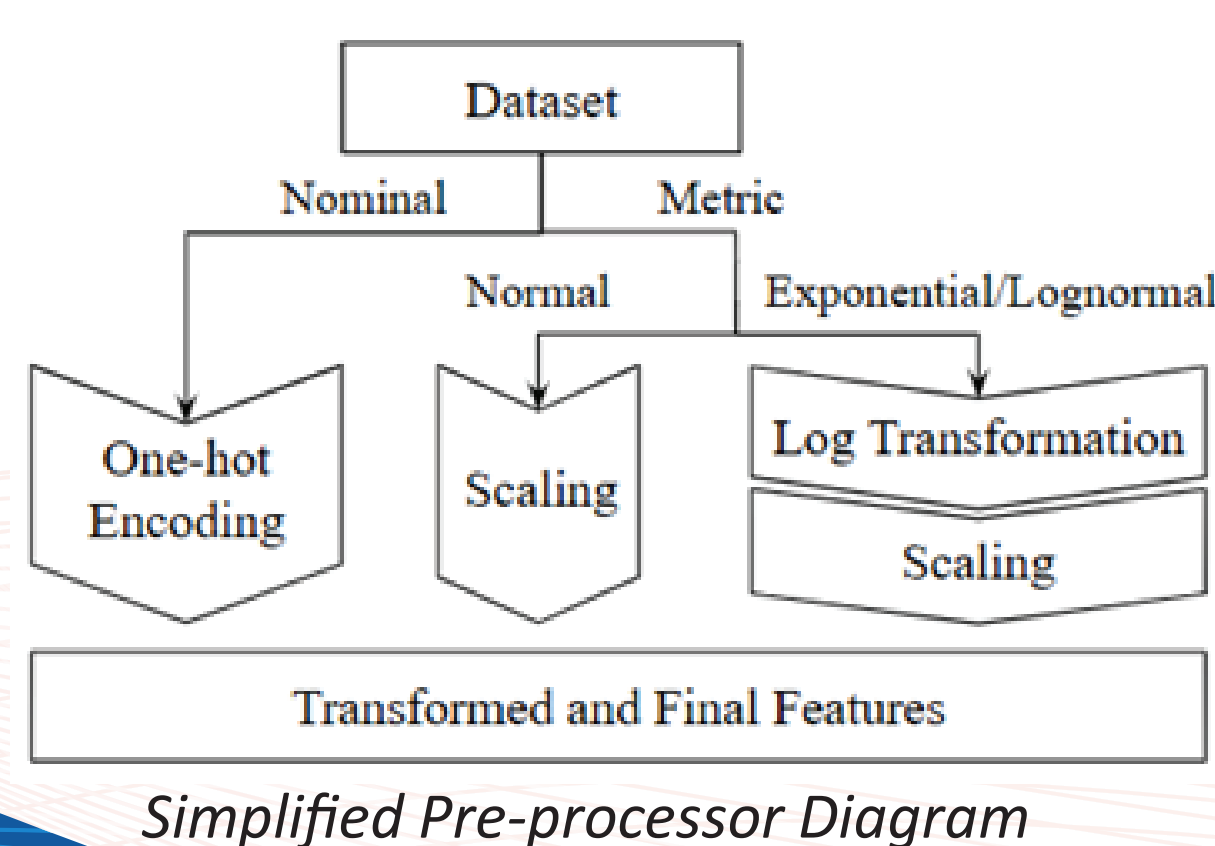 Dataset
Nominal Metric
Normal Exponential/Lognormal
One-hot
Encoding
Scaling
Log Transformation
Scaling
Transformed and Final Features
Simplified Pre-processor Diagram